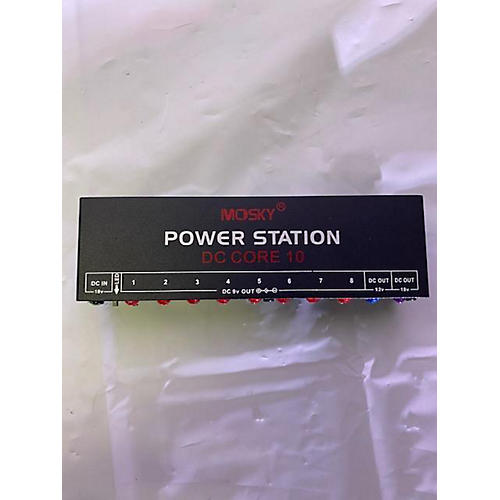 MOSKY®
POWER STATION
DC CORE 10
DC IN LED 1 2 3 4 5 6 7 8 DC OUT DC OUT
18v DC 9v OUT 12v 18v